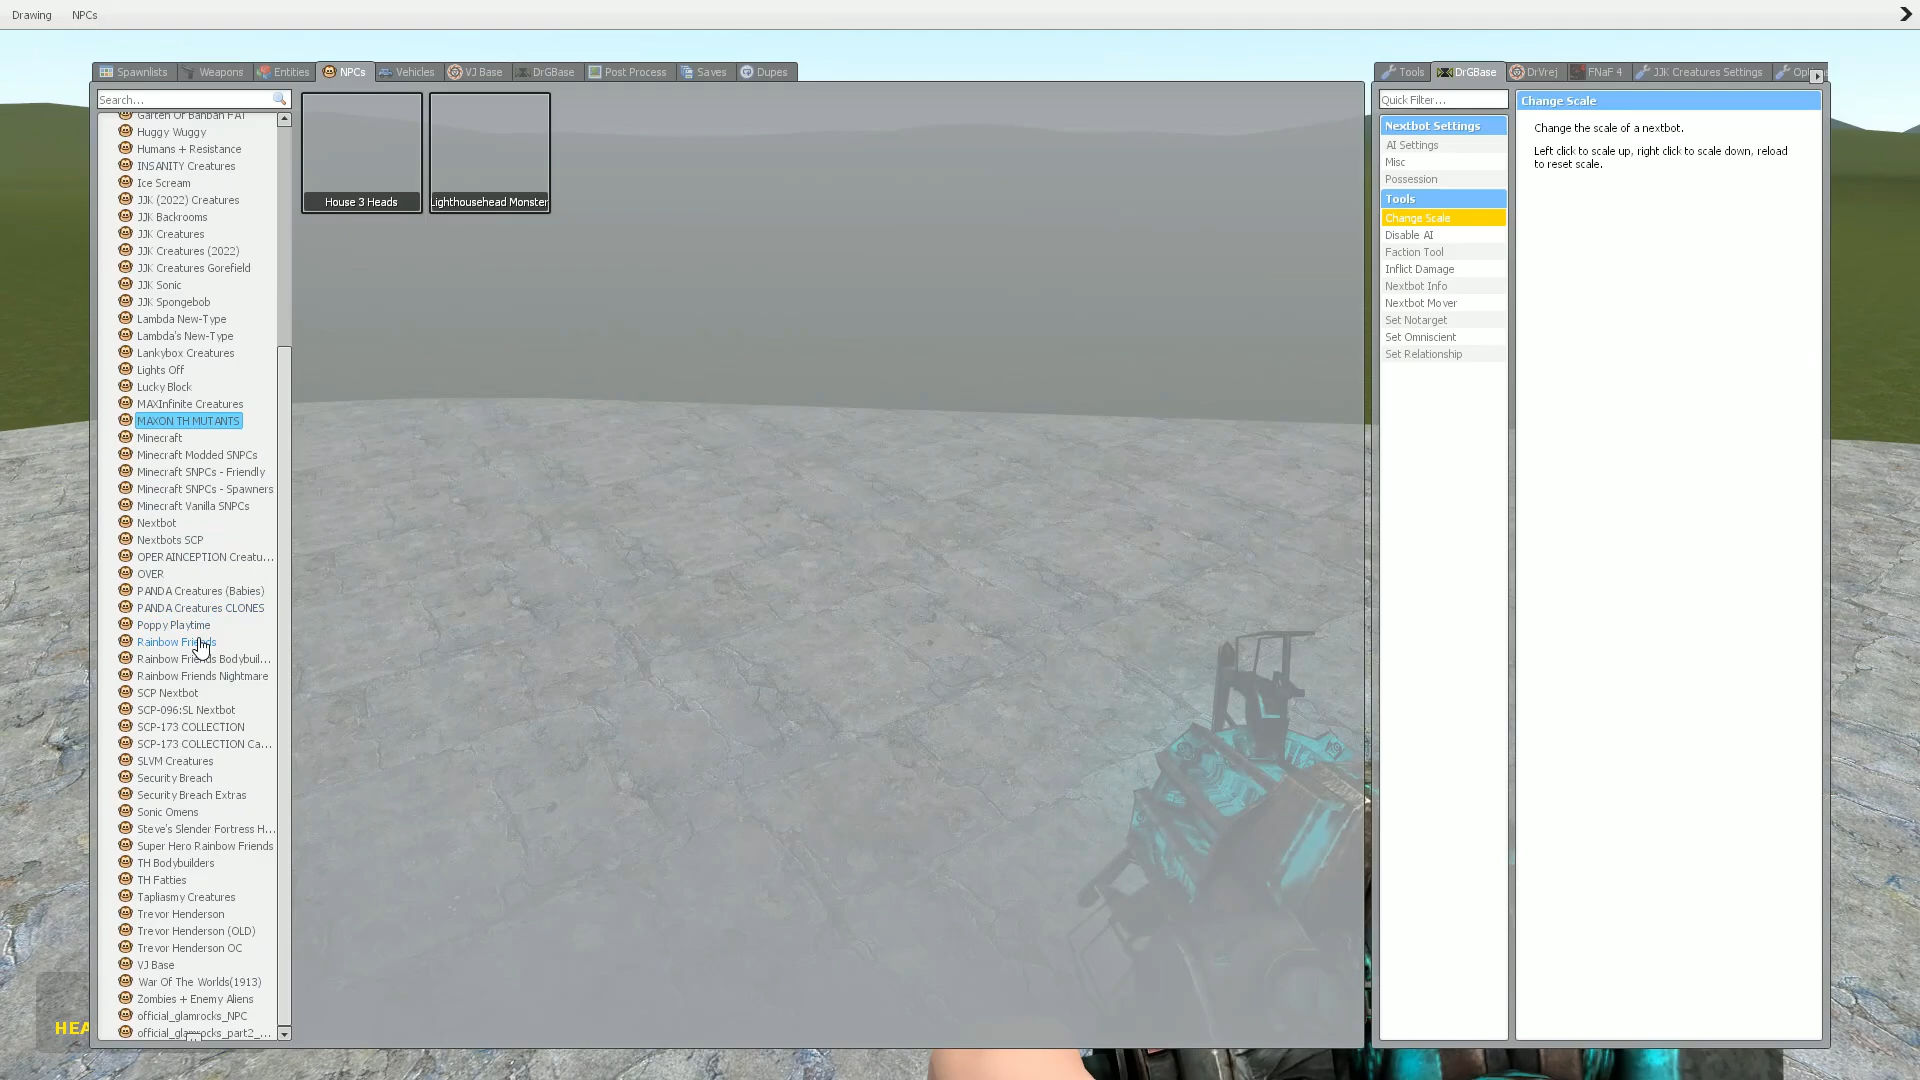 Drawing NPCs
Spawnlists Weapons Entities NPCs Vehicles VJ Base DrGBase Post Process Saves Dupes
Tools DrGBase DrVrej FNaF 4 JJK Creatures Settings
Search...
Garten Of Banban FAT
Huggy Wuggy
Humans + Resistance
INSANITY Creatures
Ice Scream
JJK (2022) Creatures
JJK Backrooms
JJK Creatures
JJK Creatures (2022)
JJK Creatures Gorefield
JJK Sonic
JJK Spongebob
Lambda New-Type
Lambda's New-Type
Lankybox Creatures
Lights Off
Lucky Block
MAXInfinite Creatures
MAXON TH MUTANTS
Minecraft
Minecraft Modded SNPCs
Minecraft SNPCs - Friendly
Minecraft SNPCs - Spawners
Minecraft Vanilla SNPCs
Nextbot
Nextbots SCP
OPERAINCEPTION Creatu...
OVER
PANDA Creatures (Babies)
PANDA Creatures CLONES
Poppy Playtime
Rainbow Friends
Rainbow Friends Bodybuil...
Rainbow Friends Nightmare
SCP Nextbot
SCP-096:SL Nextbot
SCP-173 COLLECTION
SCP-173 COLLECTION Ca...
SLVM Creatures
Security Breach
Security Breach Extras
Sonic Omens
Steve's Slender Fortress H...
Super Hero Rainbow Friends
TH Bodybuilders
TH Fatties
Tapliasmy Creatures
Trevor Henderson
Trevor Henderson (OLD)
Trevor Henderson OC
VJ Base
War Of The Worlds(1913)
Zombies + Enemy Aliens
official_glamrocks_NPC
official_glamrocks_part2_...
House 3 Heads
Lighthousehead Monster
Quick Filter...
Nextbot Settings
AI Settings
Misc
Possession
Tools
Change Scale
Disable AI
Faction Tool
Inflict Damage
Nextbot Info
Nextbot Mover
Set Notarget
Set Omniscient
Set Relationship
Change Scale
Change the scale of a nextbot.
Left click to scale up, right click to scale down, reload
to reset scale.
HEA